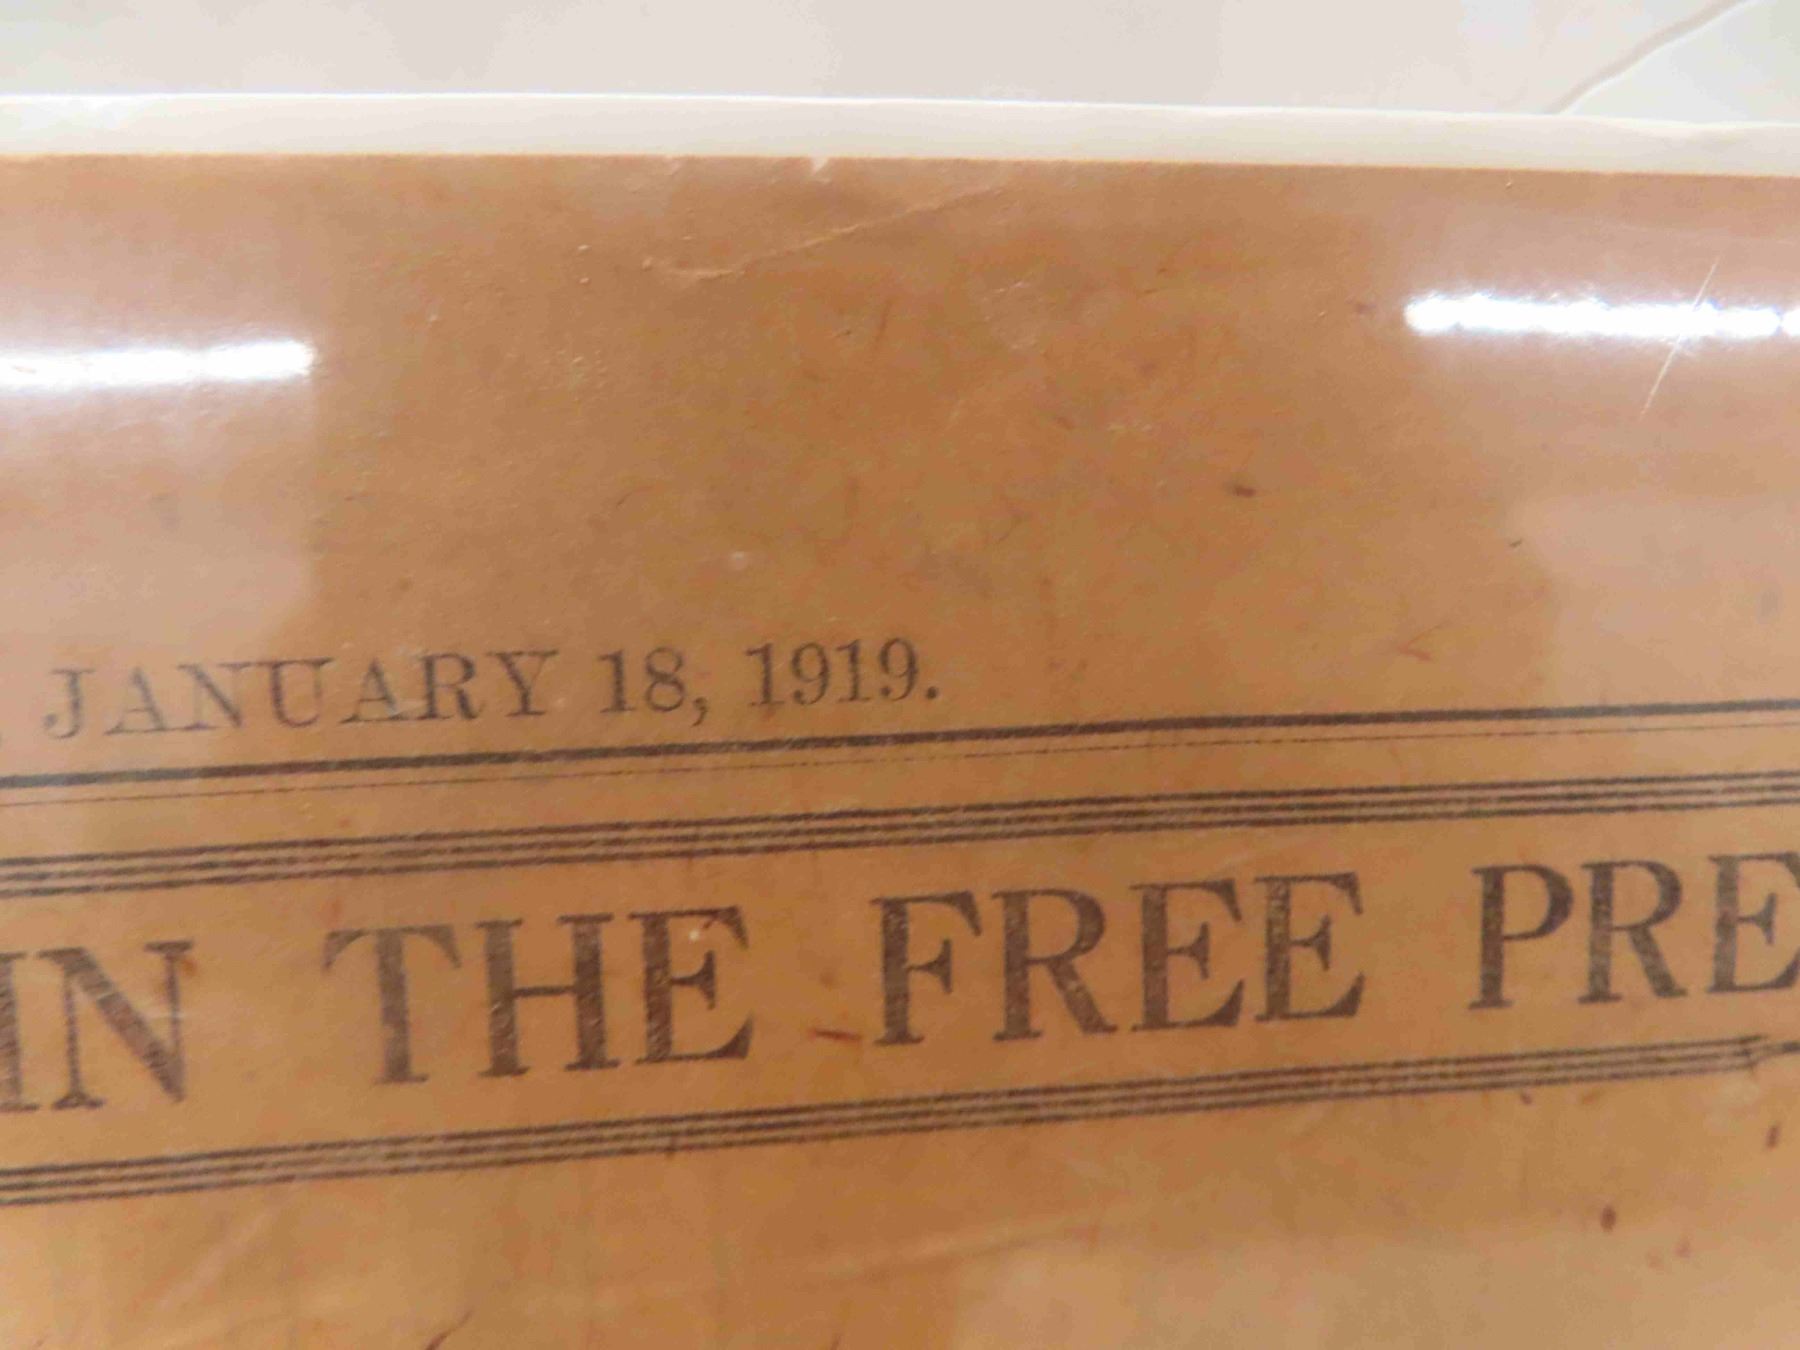 , JANUARY 18, 1919.
IN THE FREE PRE